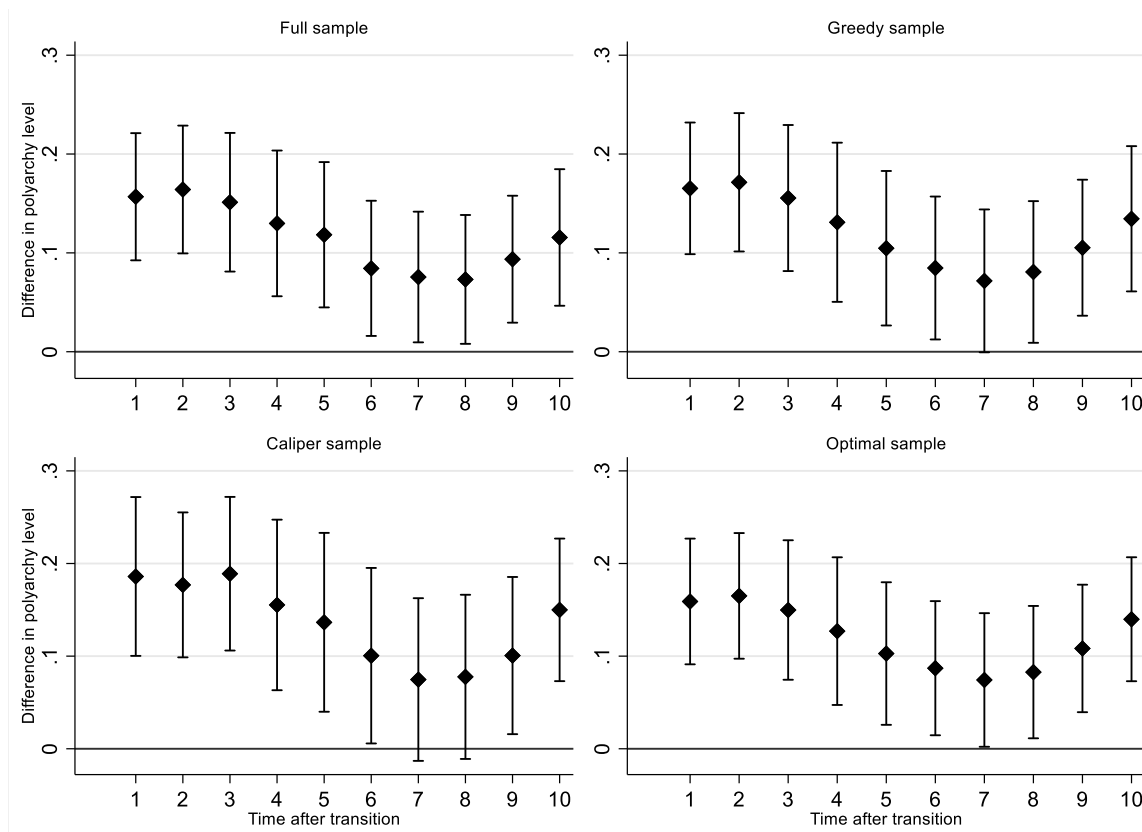 Full sample
Difference in polyarchy level
.3
.2
.1
0
1 2 3 4 5 6 7 8 9 10
Greedy sample
.3
.2
.1
0
1 2 3 4 5 6 7 8 9 10
Caliper sample
Difference in polyarchy level
.3
.2
.1
0
1 2 3 4 5 6 7 8 9 10
Time after transition
Optimal sample
.3
.2
.1
0
1 2 3 4 5 6 7 8 9 10
Time after transition